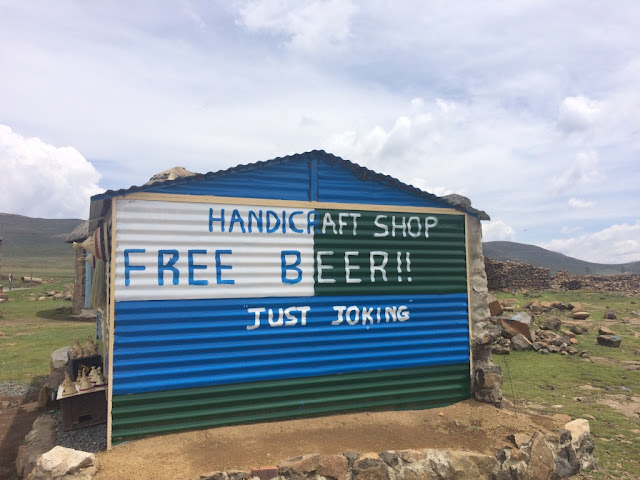 HANDICRAFT SHOP
FREE BEER!!
"JUST JOKING"